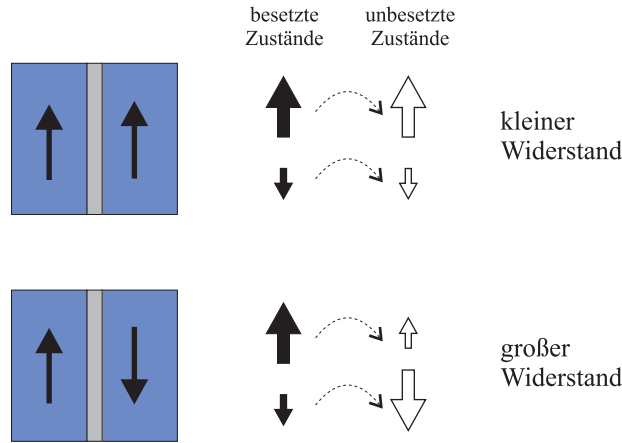 besetzte
Zustände
unbesetzte
Zustände
kleiner
Widerstand
großer
Widerstand